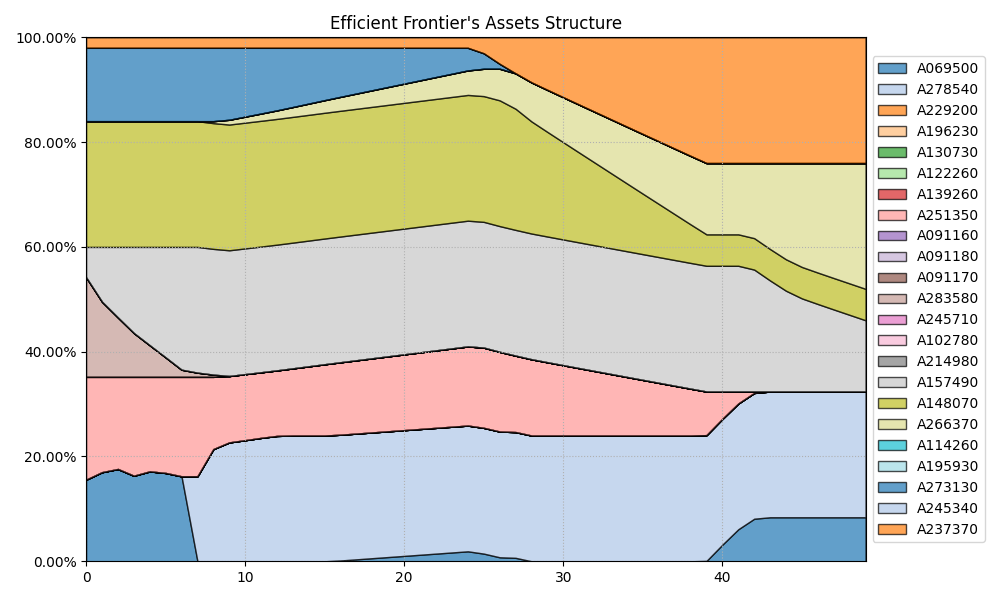 Efficient Frontier's Assets Structure
100.00%
80.00%
60.00%
40.00%
20.00%
0.00%
0
10
20
30
40
A069500
A278540
A229200
A196230
A130730
A122260
A139260
A251350
A091160
A091180
A091170
A283580
A245710
A102780
A214980
A157490
A148070
A266370
A114260
A195930
A273130
A245340
A237370